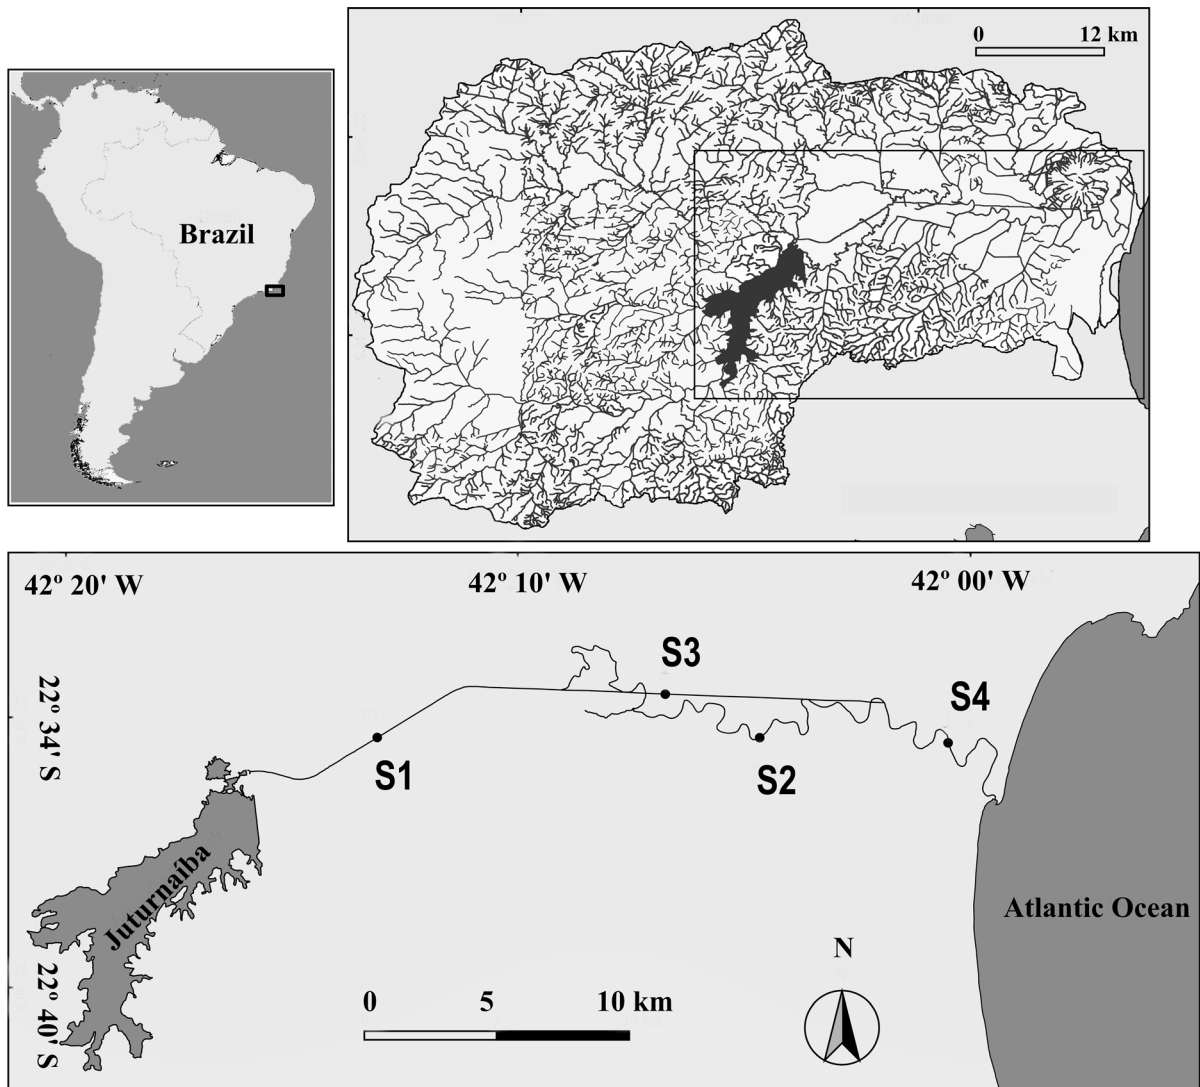 Brazil
0 12 km
42º 20' W 42º 10' W 42º 00' W
22º 34' S
22º 40' S
S1
S2
S3
S4
Juturnaíba
Atlantic Ocean
0 5 10 km
N